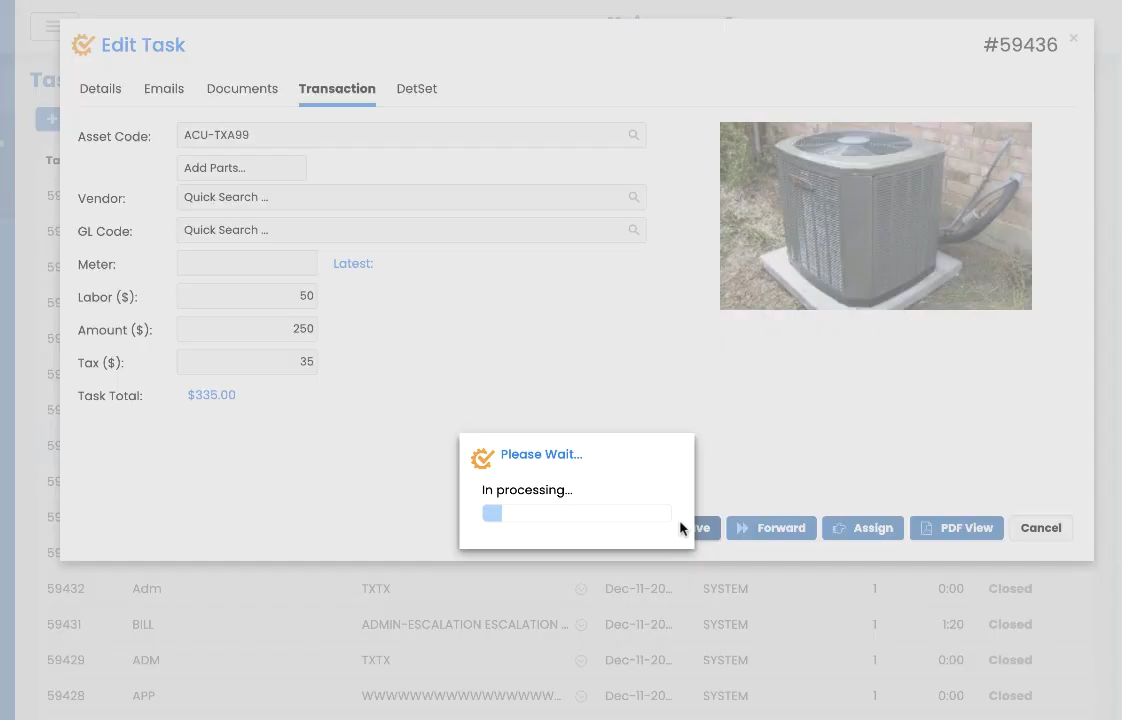 Edit Task
#59436
Details Emails Documents Transaction DetSet
Asset Code: ACU-TXA99
Add Parts...
Vendor: Quick Search ...
GL Code: Quick Search ...
Meter: Latest:
Labor ($): 50
Amount ($): 250
Tax ($): 35
Task Total: $335.00
Please Wait...
In processing...
Forward Assign PDF View Cancel
59432 Adm TXTX Dec-11-20... SYSTEM 1 0:00 Closed
59431 BILL ADMIN-ESCALATION ESCALATION ... Dec-11-20... SYSTEM 1 1:20 Closed
59429 ADM TXTX Dec-11-20... SYSTEM 1 0:00 Closed
59428 APP WWWWWWWWWWWWWWWW... Dec-11-20... SYSTEM 1 0:00 Closed